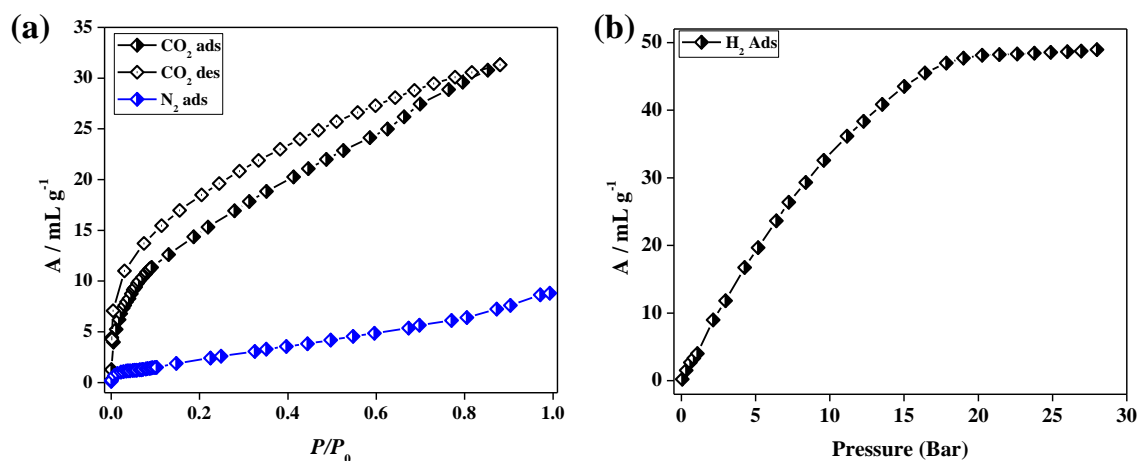 (a)
CO₂ ads
CO₂ des
N₂ ads
A / mL g⁻¹
35
30
25
20
15
10
5
0
0.0 0.2 0.4 0.6 0.8 1.0
P/P₀
(b)
H₂ Ads
A / mL g⁻¹
50
40
30
20
10
0
0 5 10 15 20 25 30
Pressure (Bar)